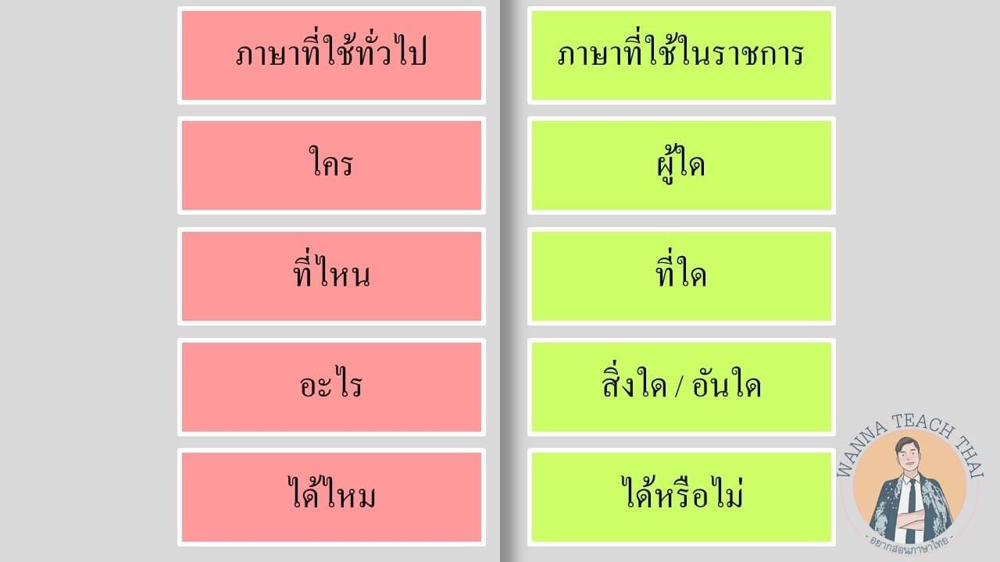 ภาษาที่ใช้ทั่วไป
ภาษาที่ใช้ในราชการ
ใคร
ผู้ใด
ที่ไหน
ที่ใด
อะไร
สิ่งใด / อันใด
ได้ไหม
ได้หรือไม่
WANNA TEACH THAI
- อยากสอนภาษาไทย -